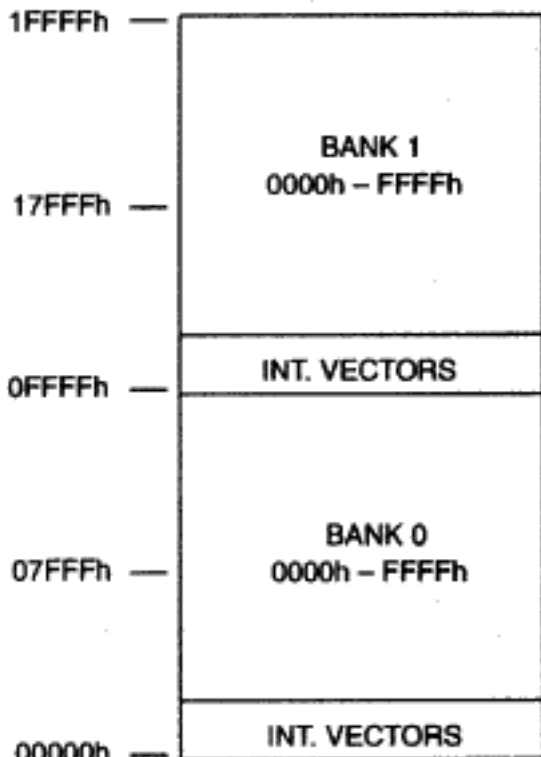 1FFFFh
BANK 1
0000h – FFFFh
17FFFh
INT. VECTORS
0FFFFh
BANK 0
07FFFh
0000h – FFFFh
INT. VECTORS
00000h